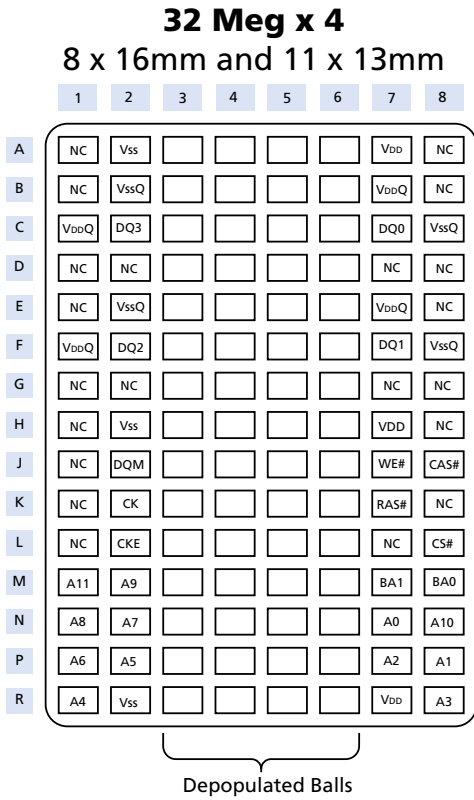 32 Meg x 4
8 x 16mm and 11 x 13mm
1 2 3 4 5 6 7 8
A NC Vss VDD NC
B NC VssQ VDDQ NC
C VDDQ DQ3 DQ0 VssQ
D NC NC NC NC
E NC VssQ VDDQ NC
F VDDQ DQ2 DQ1 VssQ
G NC NC NC NC
H NC Vss VDD NC
J NC DQM WE# CAS#
K NC CK RAS# NC
L NC CKE NC CS#
M A11 A9 BA1 BA0
N A8 A7 A0 A10
P A6 A5 A2 A1
R A4 Vss VDD A3
Depopulated Balls